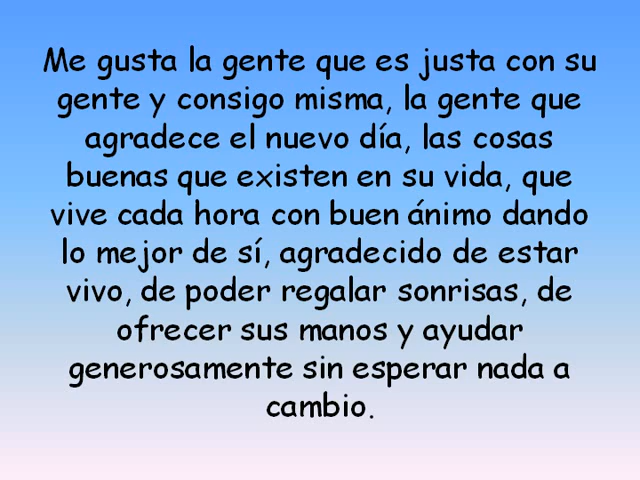 Me gusta la gente que es justa con su
gente y consigo misma, la gente que
agradece el nuevo día, las cosas
buenas que existen en su vida, que
vive cada hora con buen ánimo dando
lo mejor de sí, agradecido de estar
vivo, de poder regalar sonrisas, de
ofrecer sus manos y ayudar
generosamente sin esperar nada a
cambio.